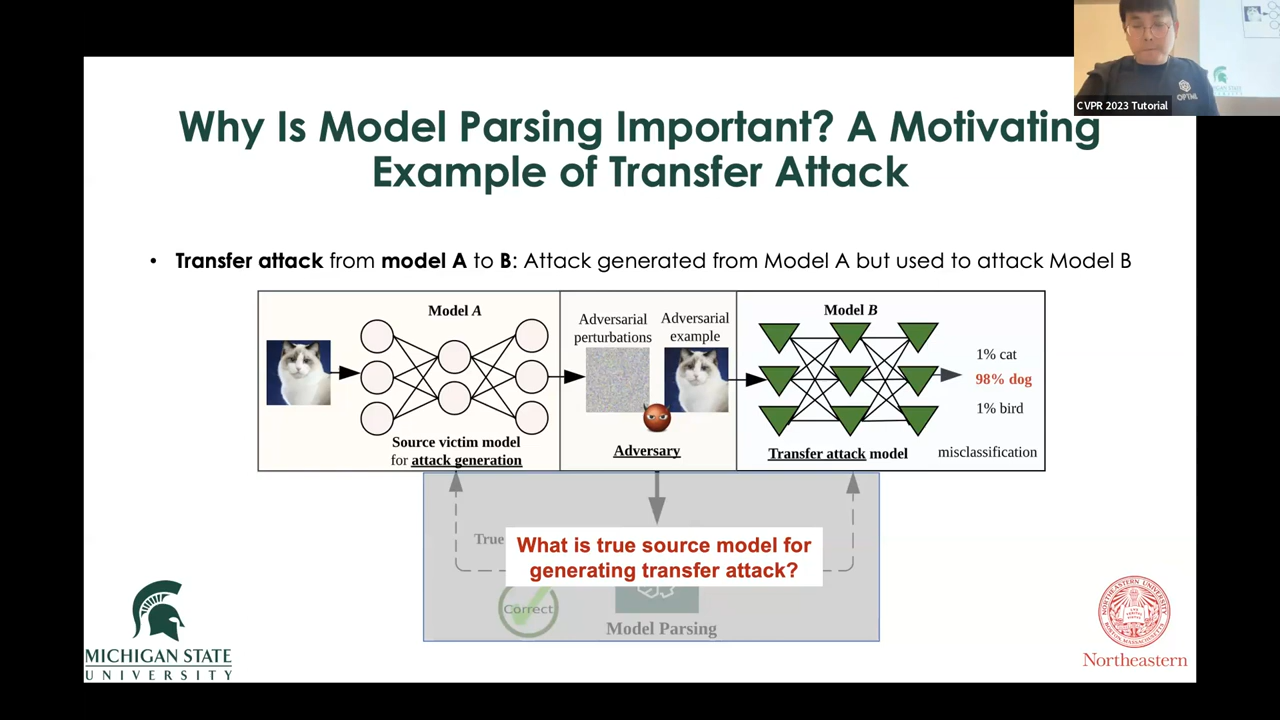 CVPR 2023 Tutorial
OPTML
Why Is Model Parsing Important? A Motivating
Example of Transfer Attack
• Transfer attack from model A to B: Attack generated from Model A but used to attack Model B
Model A
Source victim model
for attack generation
Adversarial
perturbations
Adversarial
example
Adversary
Model B
Transfer attack model
1% cat
98% dog
1% bird
misclassification
True
What is true source model for
generating transfer attack?
Correct
Model Parsing
MICHIGAN STATE
UNIVERSITY
Northeastern